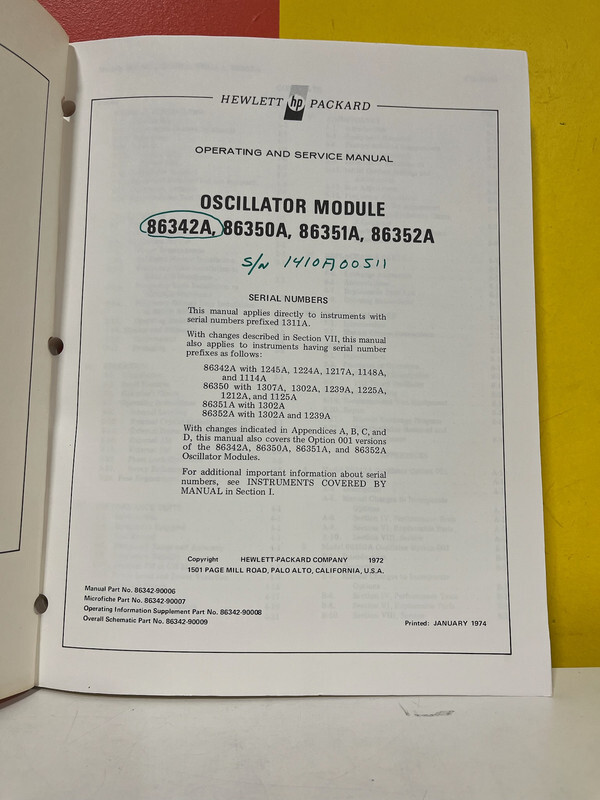 HEWLETT hp PACKARD
OPERATING AND SERVICE MANUAL
OSCILLATOR MODULE
86342A, 86350A, 86351A, 86352A
S/N 1410A00511
SERIAL NUMBERS
This manual applies directly to instruments with
serial numbers prefixed 1311A.
With changes described in Section VII, this manual
also applies to instruments having serial number
prefixes as follows:
86342A with 1245A, 1224A, 1217A, 1148A,
and 1114A
86350 with 1307A, 1302A, 1239A, 1225A,
1212A, and 1125A
86351A with 1302A
86352A with 1302A and 1239A
With changes indicated in Appendices A, B, C, and
D, this manual also covers the Option 001 versions
of the 86342A, 86350A, 86351A, and 86352A
Oscillator Modules.
For additional important information about serial
numbers, see INSTRUMENTS COVERED BY
MANUAL in Section I.
Copyright HEWLETT-PACKARD COMPANY 1972
1501 PAGE MILL ROAD, PALO ALTO, CALIFORNIA, U.S.A.
Manual Part No. 86342-90006
Microfiche Part No. 86342-90007
Operating Information Supplement Part No. 86342-90008
Overall Schematic Part No. 86342-90009
Printed: JANUARY 1974